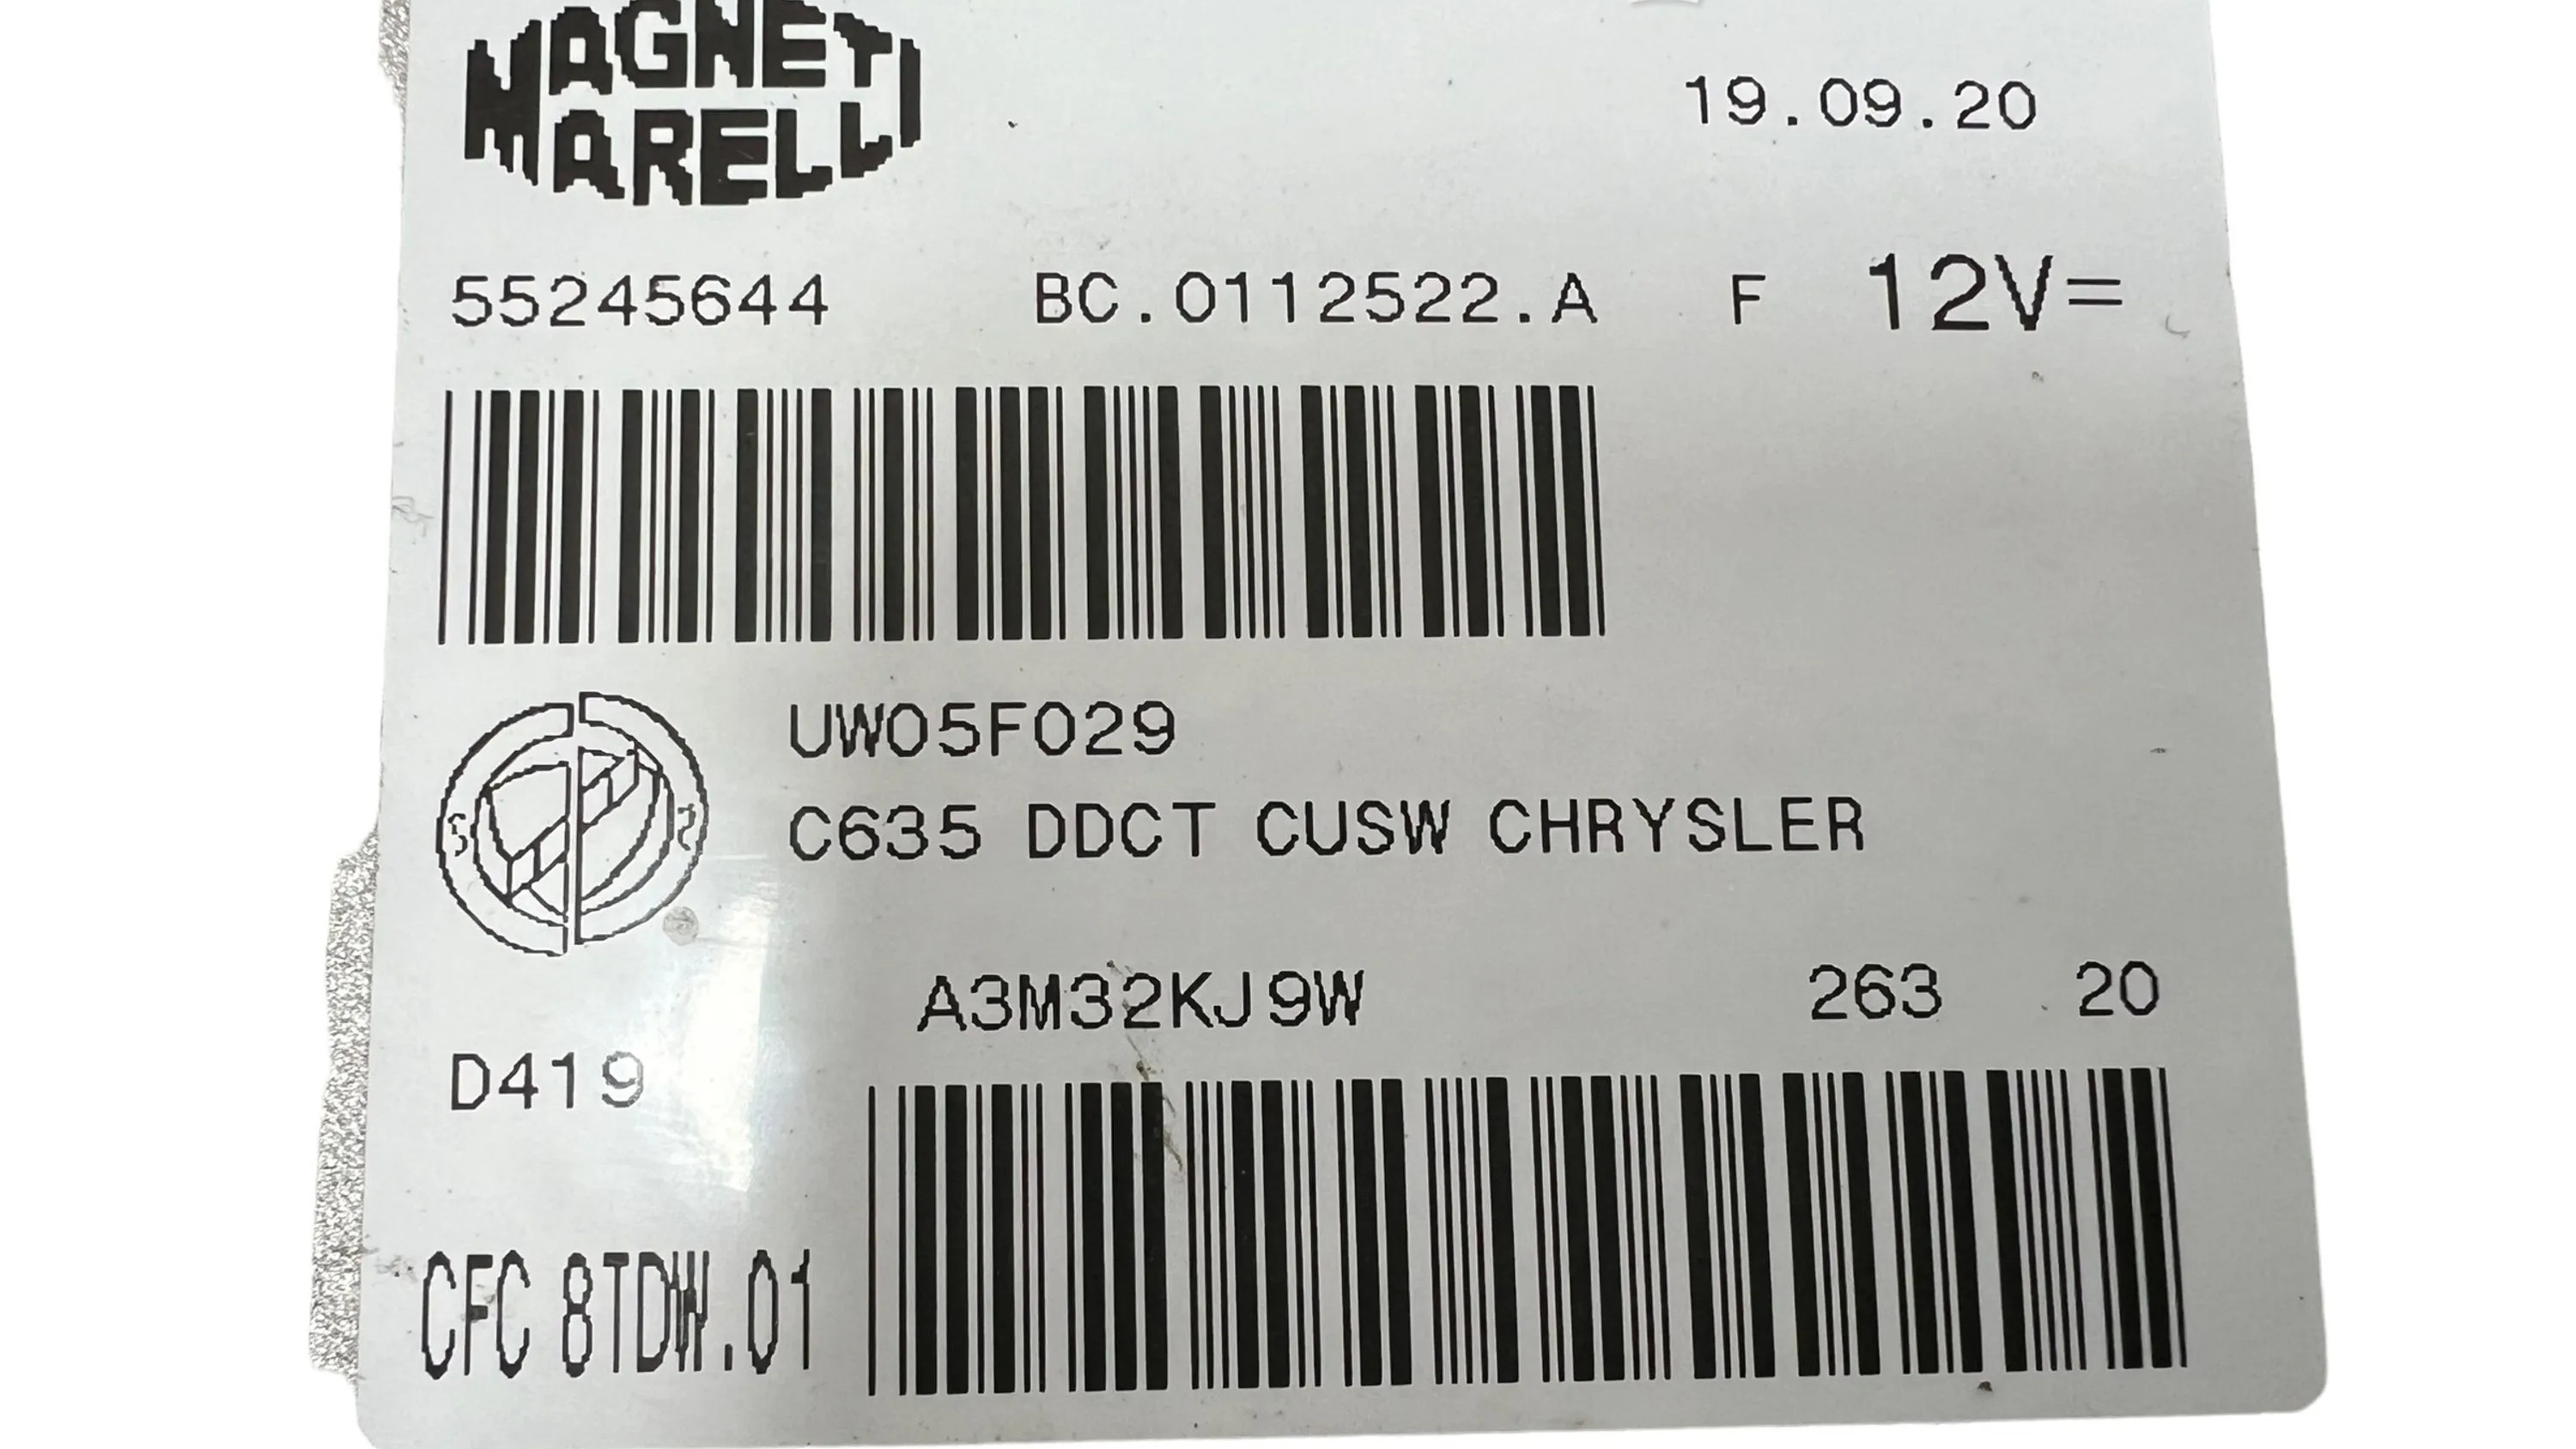 MAGNETI
MARELLI
19.09.20
55245644 BC.0112522.A F 12V=
UW05F029
C635 DDCT CUSW CHRYSLER
A3M32KJ9W 263 20
D419
CFC 8TDW.01